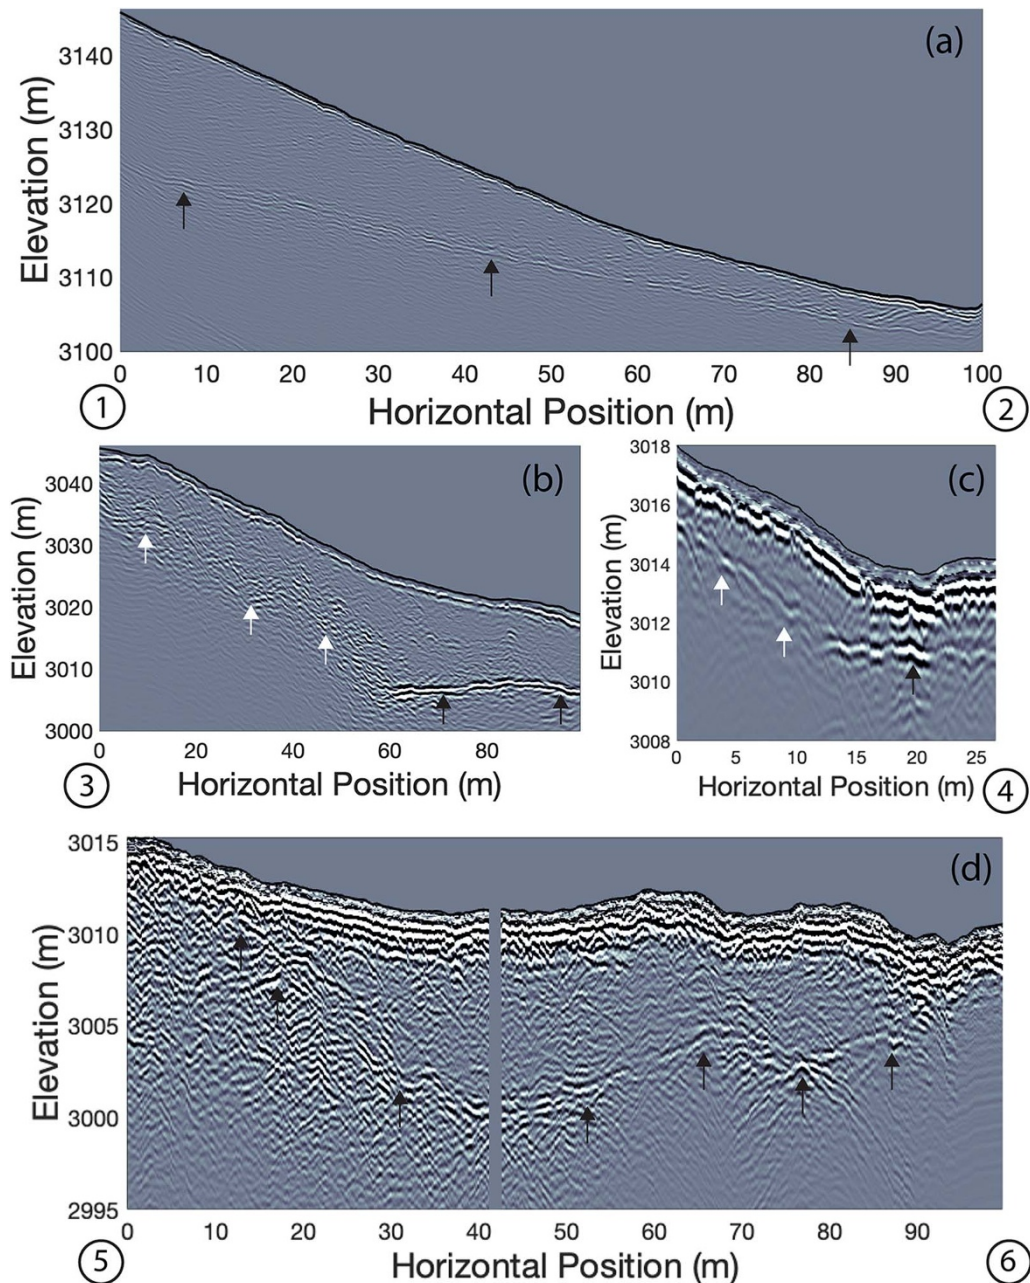 (a)
Elevation (m)
3140
3130
3120
3110
3100
0 10 20 30 40 50 60 70 80 90 100
1 Horizontal Position (m) 2
(b)
Elevation (m)
3040
3030
3020
3010
3000
0 20 40 60 80
3 Horizontal Position (m)
(c)
Elevation (m)
3018
3016
3014
3012
3010
3008
0 5 10 15 20 25
Horizontal Position (m) 4
(d)
Elevation (m)
3015
3010
3005
3000
2995
0 10 20 30 40 50 60 70 80 90
5 Horizontal Position (m) 6